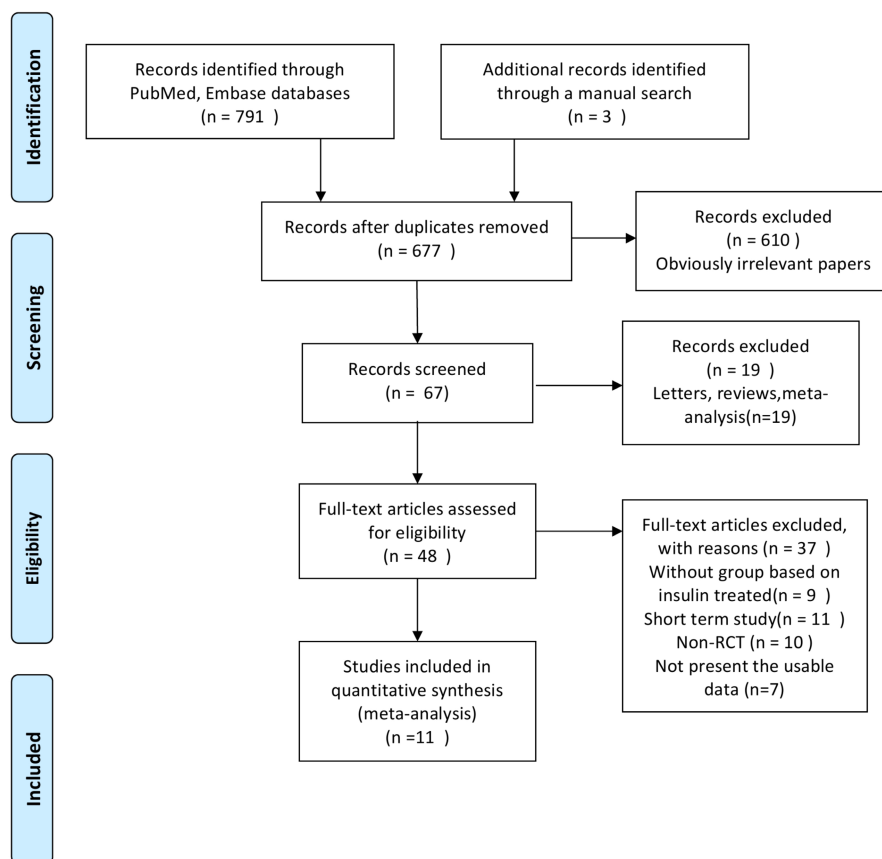 Identification
Records identified through
PubMed, Embase databases
(n = 791  )
Additional records identified
through a manual search
(n = 3  )
Records after duplicates removed
(n = 677  )
Records excluded
(n = 610  )
Obviously irrelevant papers
Screening
Records screened
(n =  67)
Records excluded
(n = 19  )
Letters, reviews,meta-
analysis(n=19)
Eligibility
Full-text articles assessed
for eligibility
(n = 48  )
Full-text articles excluded,
with reasons (n = 37  )
Without group based on
insulin treated(n = 9  )
Short term study(n = 11  )
Non-RCT (n = 10  )
Not present the usable
data (n=7)
Included
Studies included in
quantitative synthesis
(meta-analysis)
(n =11  )